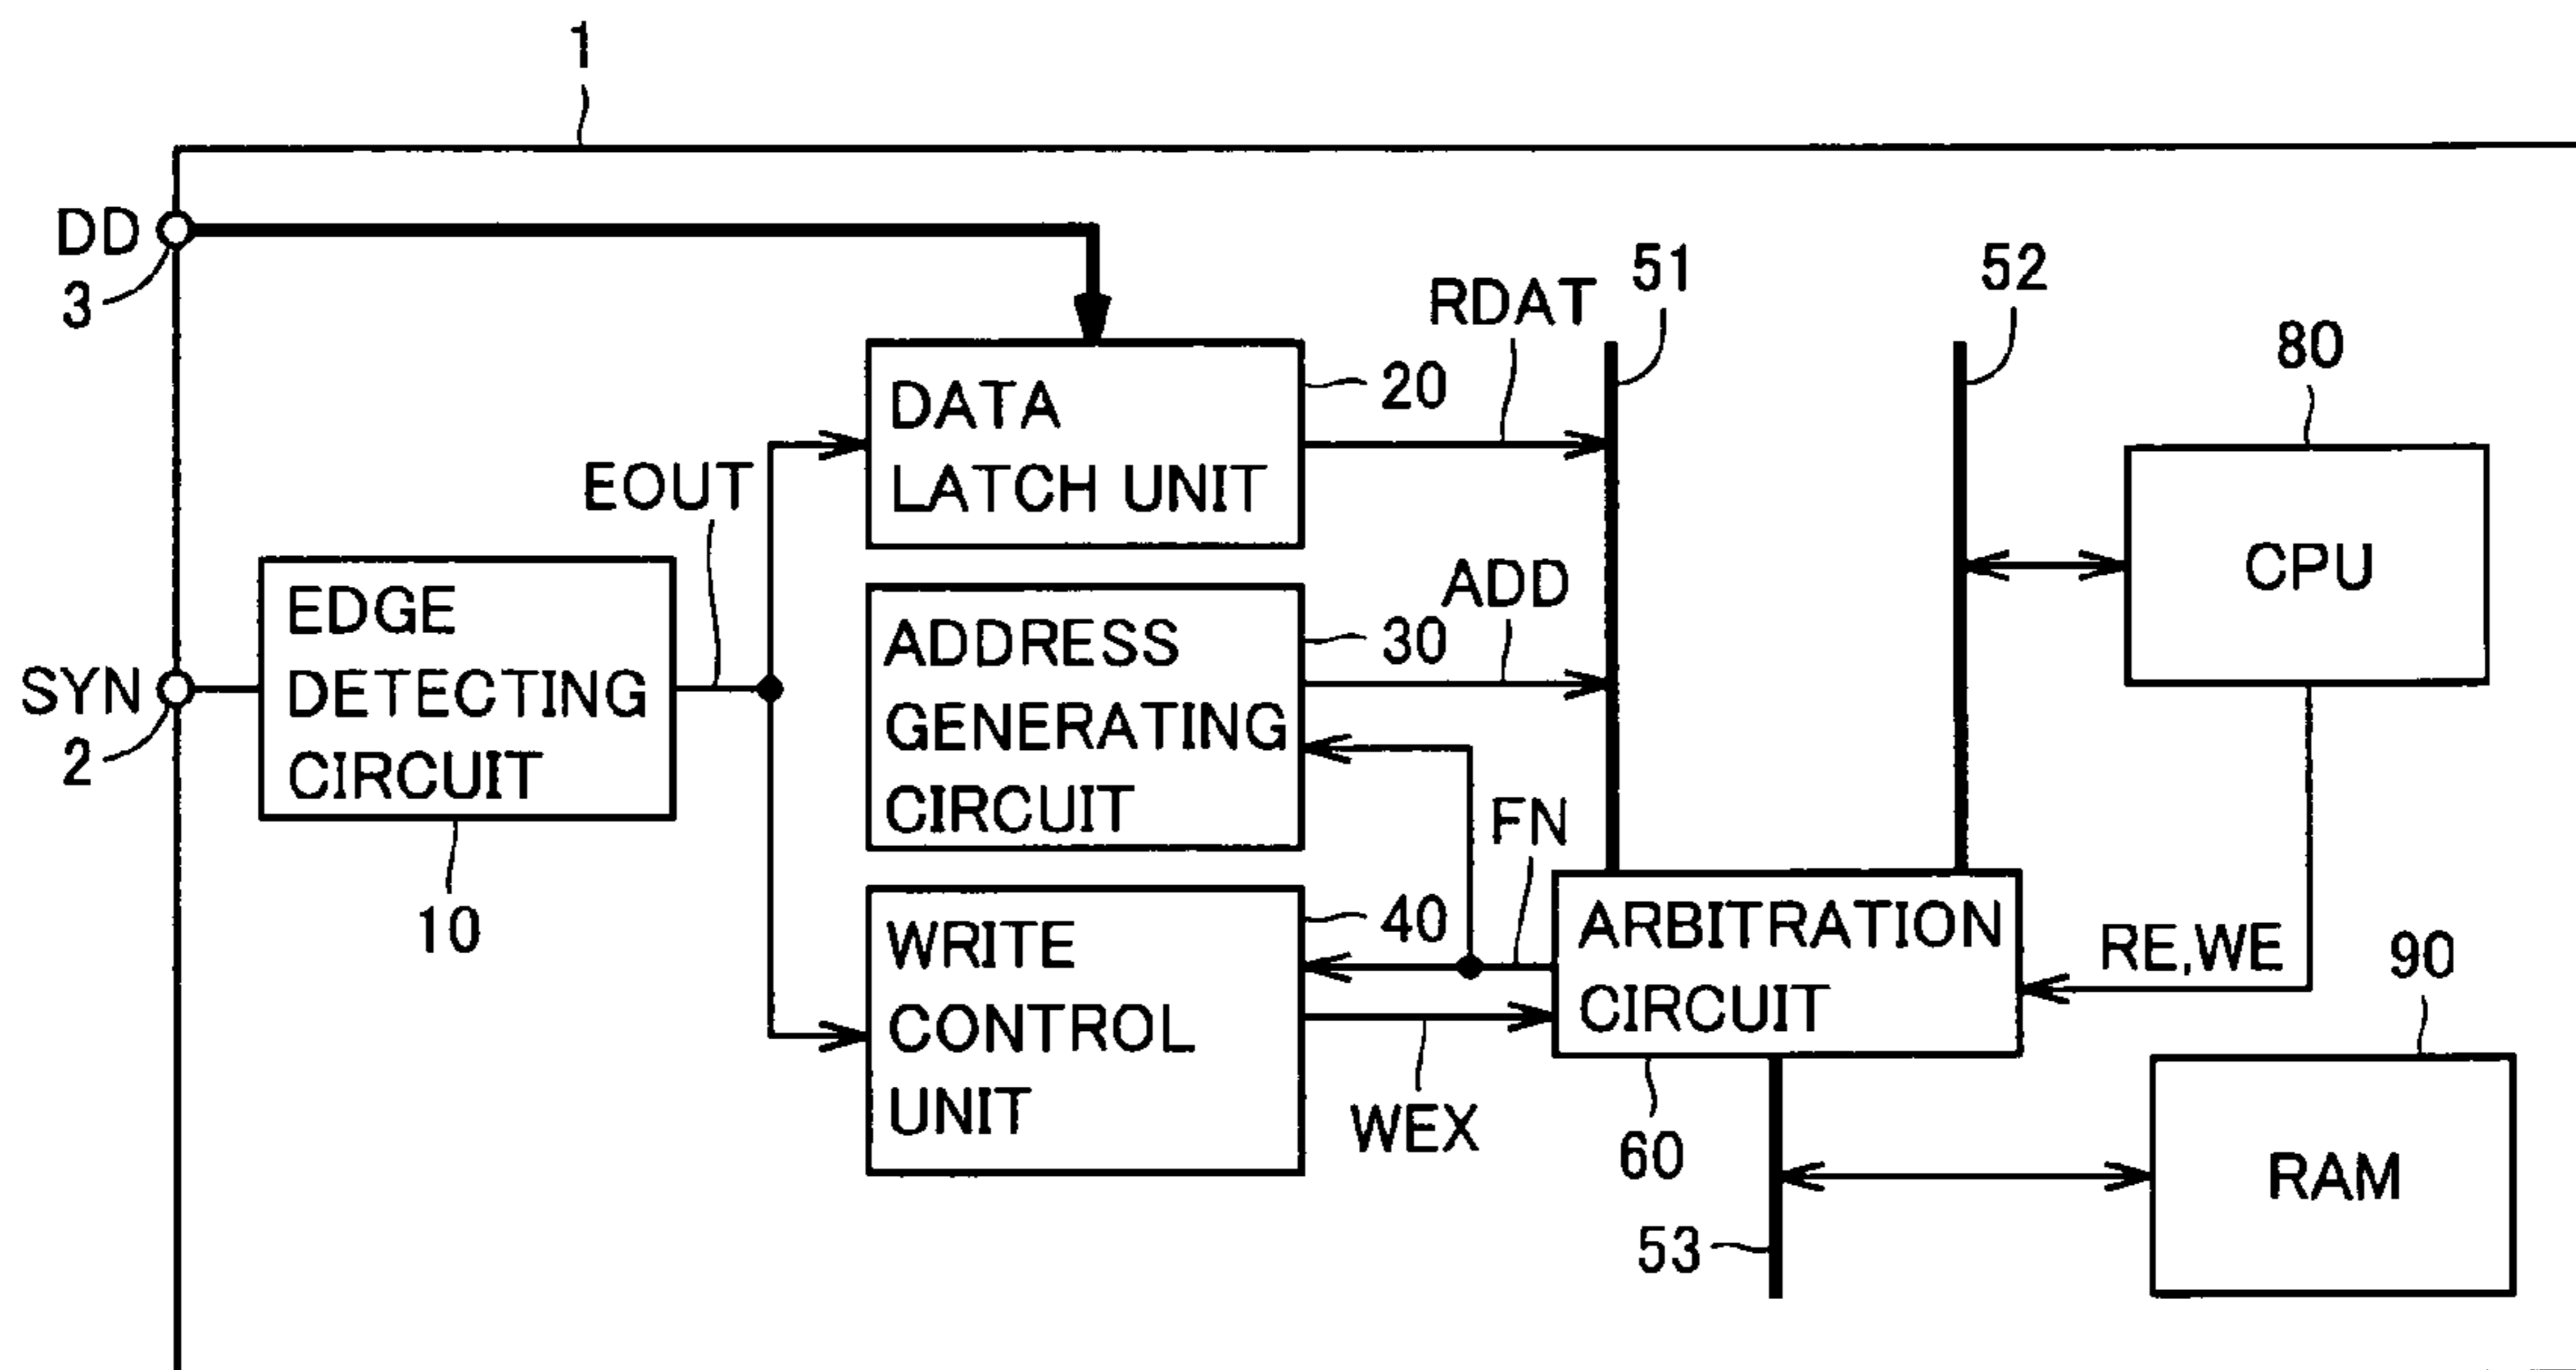 1
DD
3
51
52
RDAT
80
20
DATA
LATCH UNIT
EOUT
CPU
ADD
EDGE
DETECTING
CIRCUIT
30
ADDRESS
GENERATING
CIRCUIT
SYN
2
FN
10
40
WRITE
CONTROL
UNIT
ARBITRATION
CIRCUIT
RE,WE
90
WEX
60
RAM
53